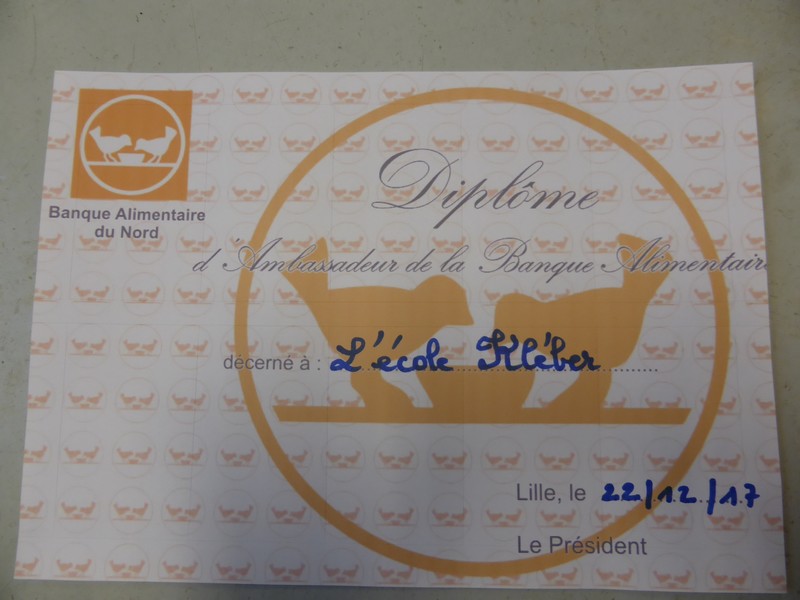 Banque Alimentaire
du Nord
Diplôme
d'Ambassadeur de la Banque Alimentaire
décerné à : L'école Kléber
Lille, le 22/12/17
Le Président